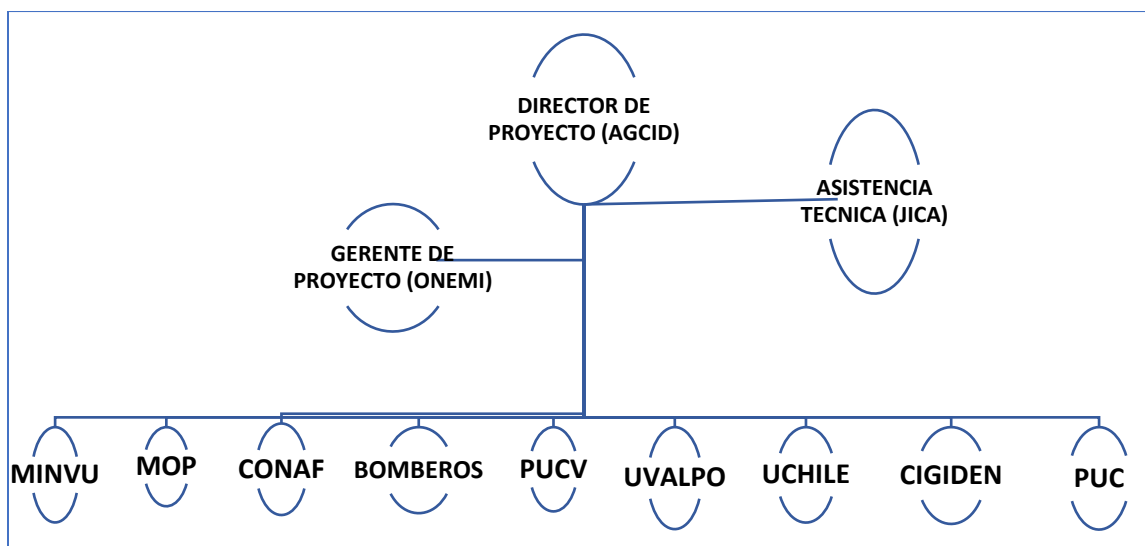 DIRECTOR DE
PROYECTO (AGCID)
ASISTENCIA
TECNICA (JICA)
GERENTE DE
PROYECTO (ONEMI)
MINVU
MOP
CONAF
BOMBEROS
PUCV
UVALPO
UCHILE
CIGIDEN
PUC